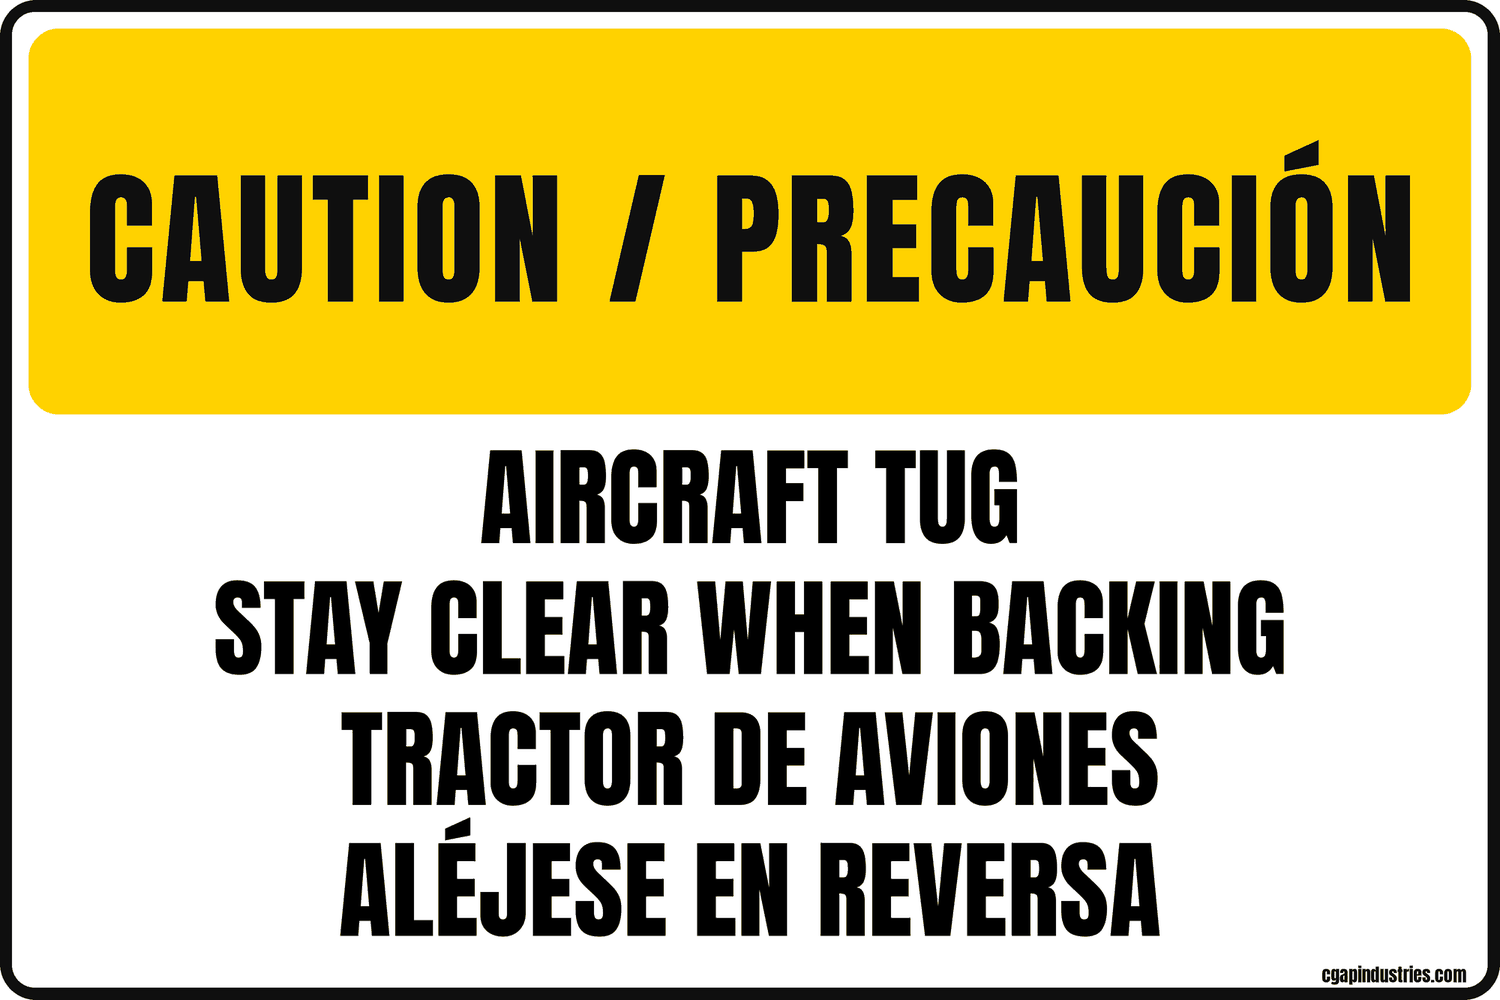 CAUTION / PRECAUCIÓN
AIRCRAFT TUG
STAY CLEAR WHEN BACKING
TRACTOR DE AVIONES
ALÉJESE EN REVERSA
cgapindustries.com